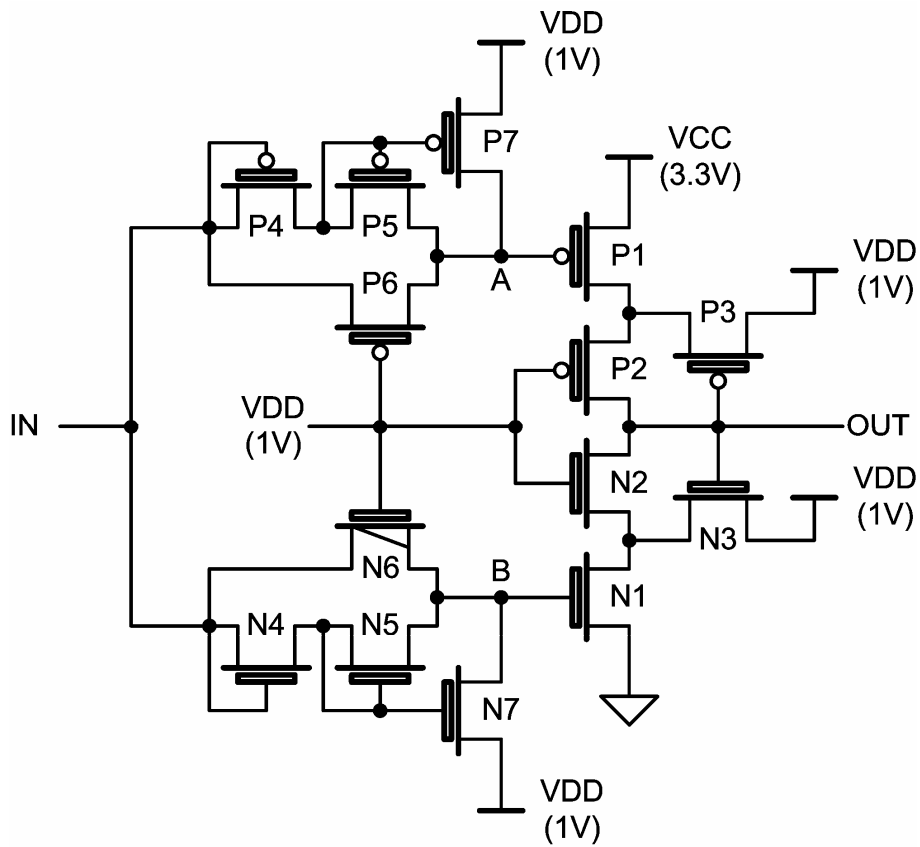 VDD
(1V)
P7
VCC
(3.3V)
P4
P5
P1
VDD
(1V)
P6
A
P3
P2
IN
VDD
(1V)
OUT
N2
VDD
(1V)
N3
N6
B
N1
N4
N5
N7
VDD
(1V)